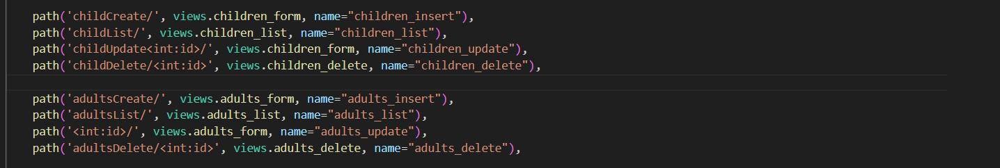 path('childCreate/', views.children_form, name="children_insert"),
path('childList/', views.children_list, name="children_list"),
path('childUpdate<int:id>/', views.children_form, name="children_update"),
path('childDelete/<int:id>', views.children_delete, name="children_delete"),
path('adultsCreate/', views.adults_form, name="adults_insert"),
path('adultsList/', views.adults_list, name="adults_list"),
path('<int:id>/', views.adults_form, name="adults_update"),
path('adultsDelete/<int:id>', views.adults_delete, name="adults_delete"),